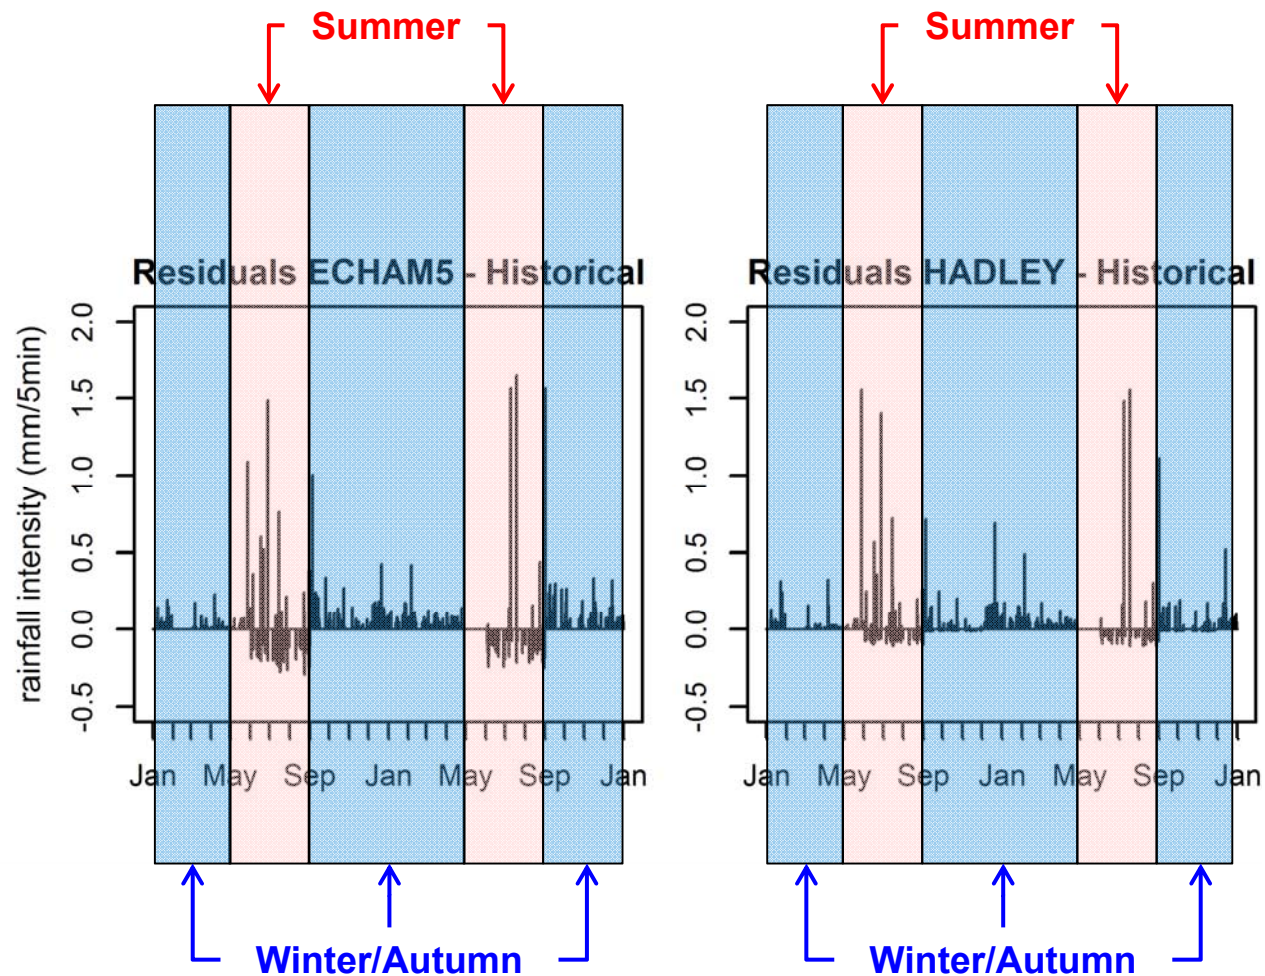 Summer
Summer
Residuals ECHAM5 - Historical
Residuals HADLEY - Historical
rainfall intensity (mm/5min)
2.0
1.5
1.0
0.5
0.0
-0.5
2.0
1.5
1.0
0.5
0.0
-0.5
Jan May Sep Jan May Sep Jan
Jan May Sep Jan May Sep Jan
Winter/Autumn
Winter/Autumn